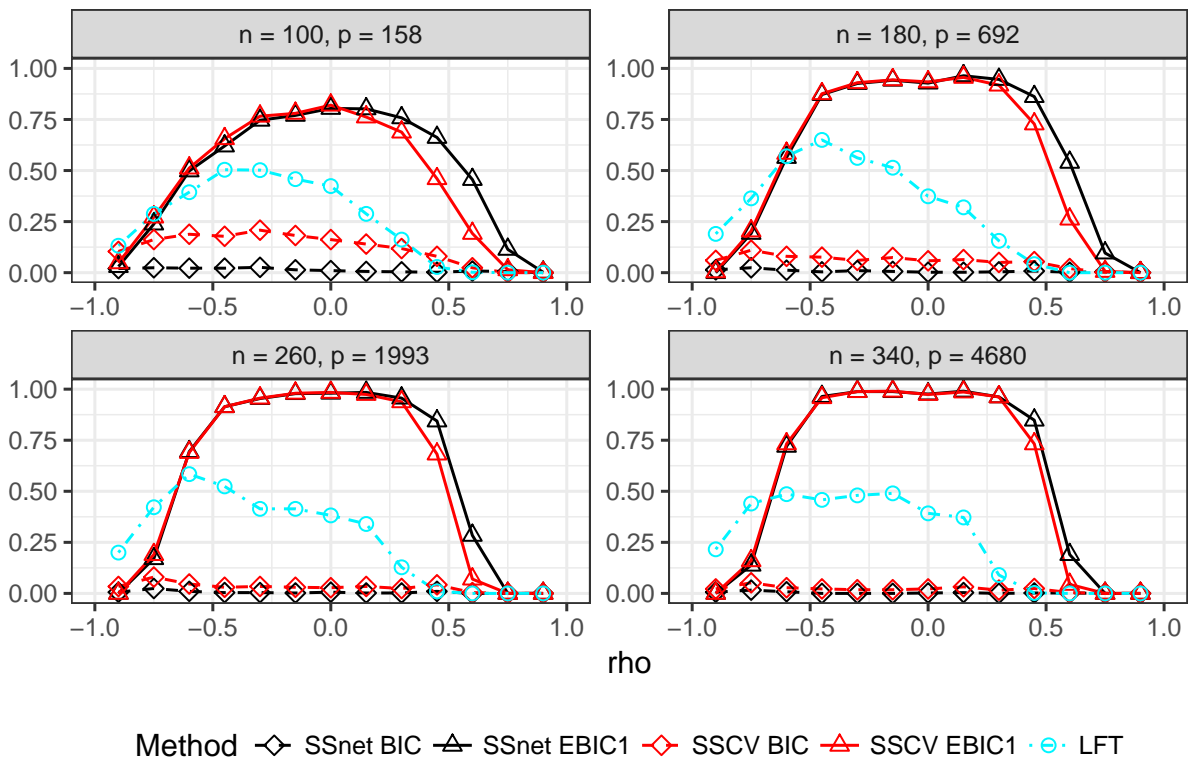 n = 100, p = 158
n = 180, p = 692
1.00
0.75
0.50
0.25
0.00
−1.0 −0.5 0.0 0.5 1.0
1.00
0.75
0.50
0.25
0.00
−1.0 −0.5 0.0 0.5 1.0
n = 260, p = 1993
n = 340, p = 4680
1.00
0.75
0.50
0.25
0.00
−1.0 −0.5 0.0 0.5 1.0
1.00
0.75
0.50
0.25
0.00
−1.0 −0.5 0.0 0.5 1.0
rho
Method SSnet BIC SSnet EBIC1 SSCV BIC SSCV EBIC1 LFT